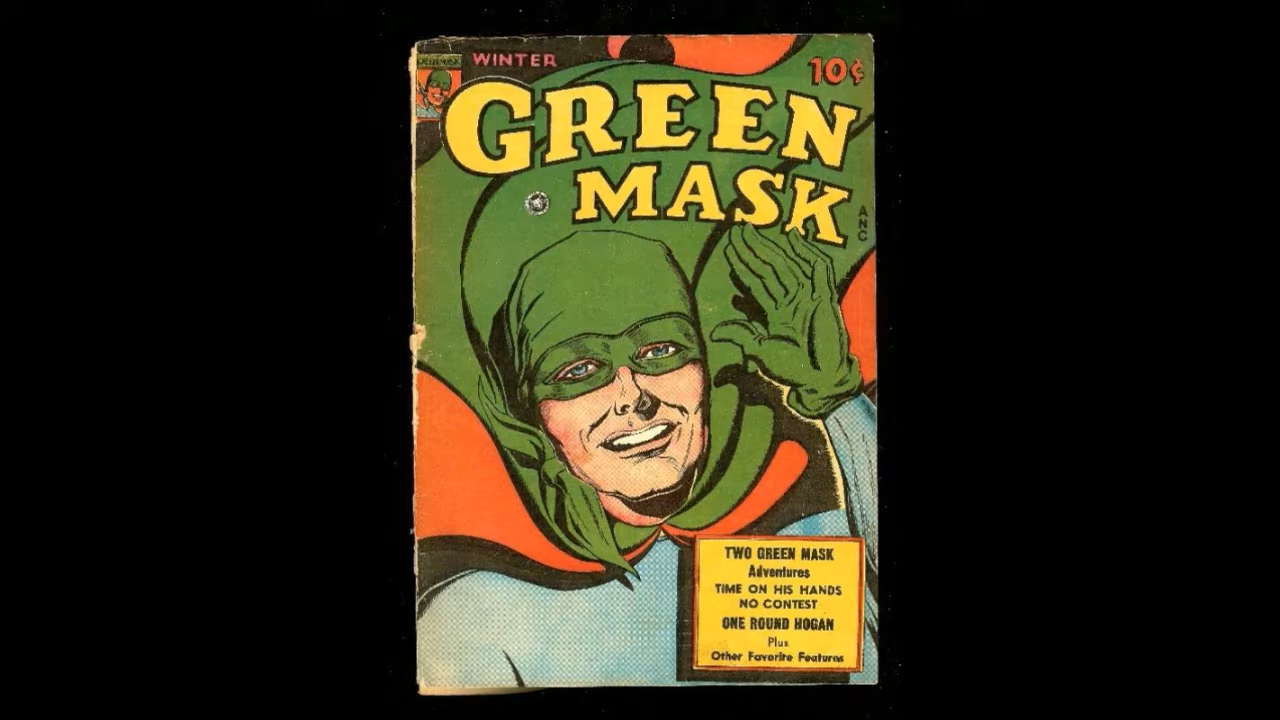 WINTER
10¢
GREEN
MASK
ANC
TWO GREEN MASK
Adventures
TIME ON HIS HANDS
NO CONTEST
ONE ROUND HOGAN
Plus
Other Favorite Features